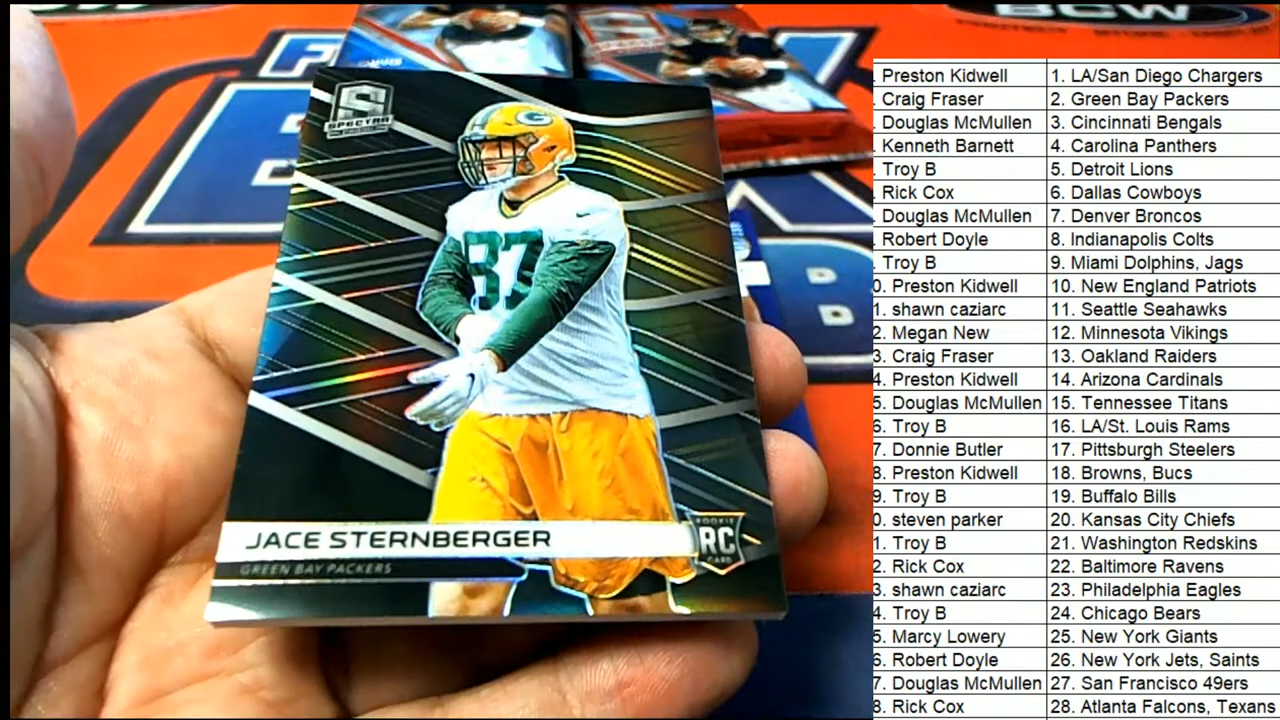 BCW
SPECTRA
87
G
JACE STERNBERGER
GREEN BAY PACKERS
ROOKIE
RC
CARD
. Preston Kidwell 1. LA/San Diego Chargers
. Craig Fraser 2. Green Bay Packers
. Douglas McMullen 3. Cincinnati Bengals
. Kenneth Barnett 4. Carolina Panthers
. Troy B 5. Detroit Lions
. Rick Cox 6. Dallas Cowboys
. Douglas McMullen 7. Denver Broncos
. Robert Doyle 8. Indianapolis Colts
. Troy B 9. Miami Dolphins, Jags
0. Preston Kidwell 10. New England Patriots
1. shawn caziarc 11. Seattle Seahawks
2. Megan New 12. Minnesota Vikings
3. Craig Fraser 13. Oakland Raiders
4. Preston Kidwell 14. Arizona Cardinals
5. Douglas McMullen 15. Tennessee Titans
6. Troy B 16. LA/St. Louis Rams
7. Donnie Butler 17. Pittsburgh Steelers
8. Preston Kidwell 18. Browns, Bucs
9. Troy B 19. Buffalo Bills
0. steven parker 20. Kansas City Chiefs
1. Troy B 21. Washington Redskins
2. Rick Cox 22. Baltimore Ravens
3. shawn caziarc 23. Philadelphia Eagles
4. Troy B 24. Chicago Bears
5. Marcy Lowery 25. New York Giants
6. Robert Doyle 26. New York Jets, Saints
7. Douglas McMullen 27. San Francisco 49ers
8. Rick Cox 28. Atlanta Falcons, Texans